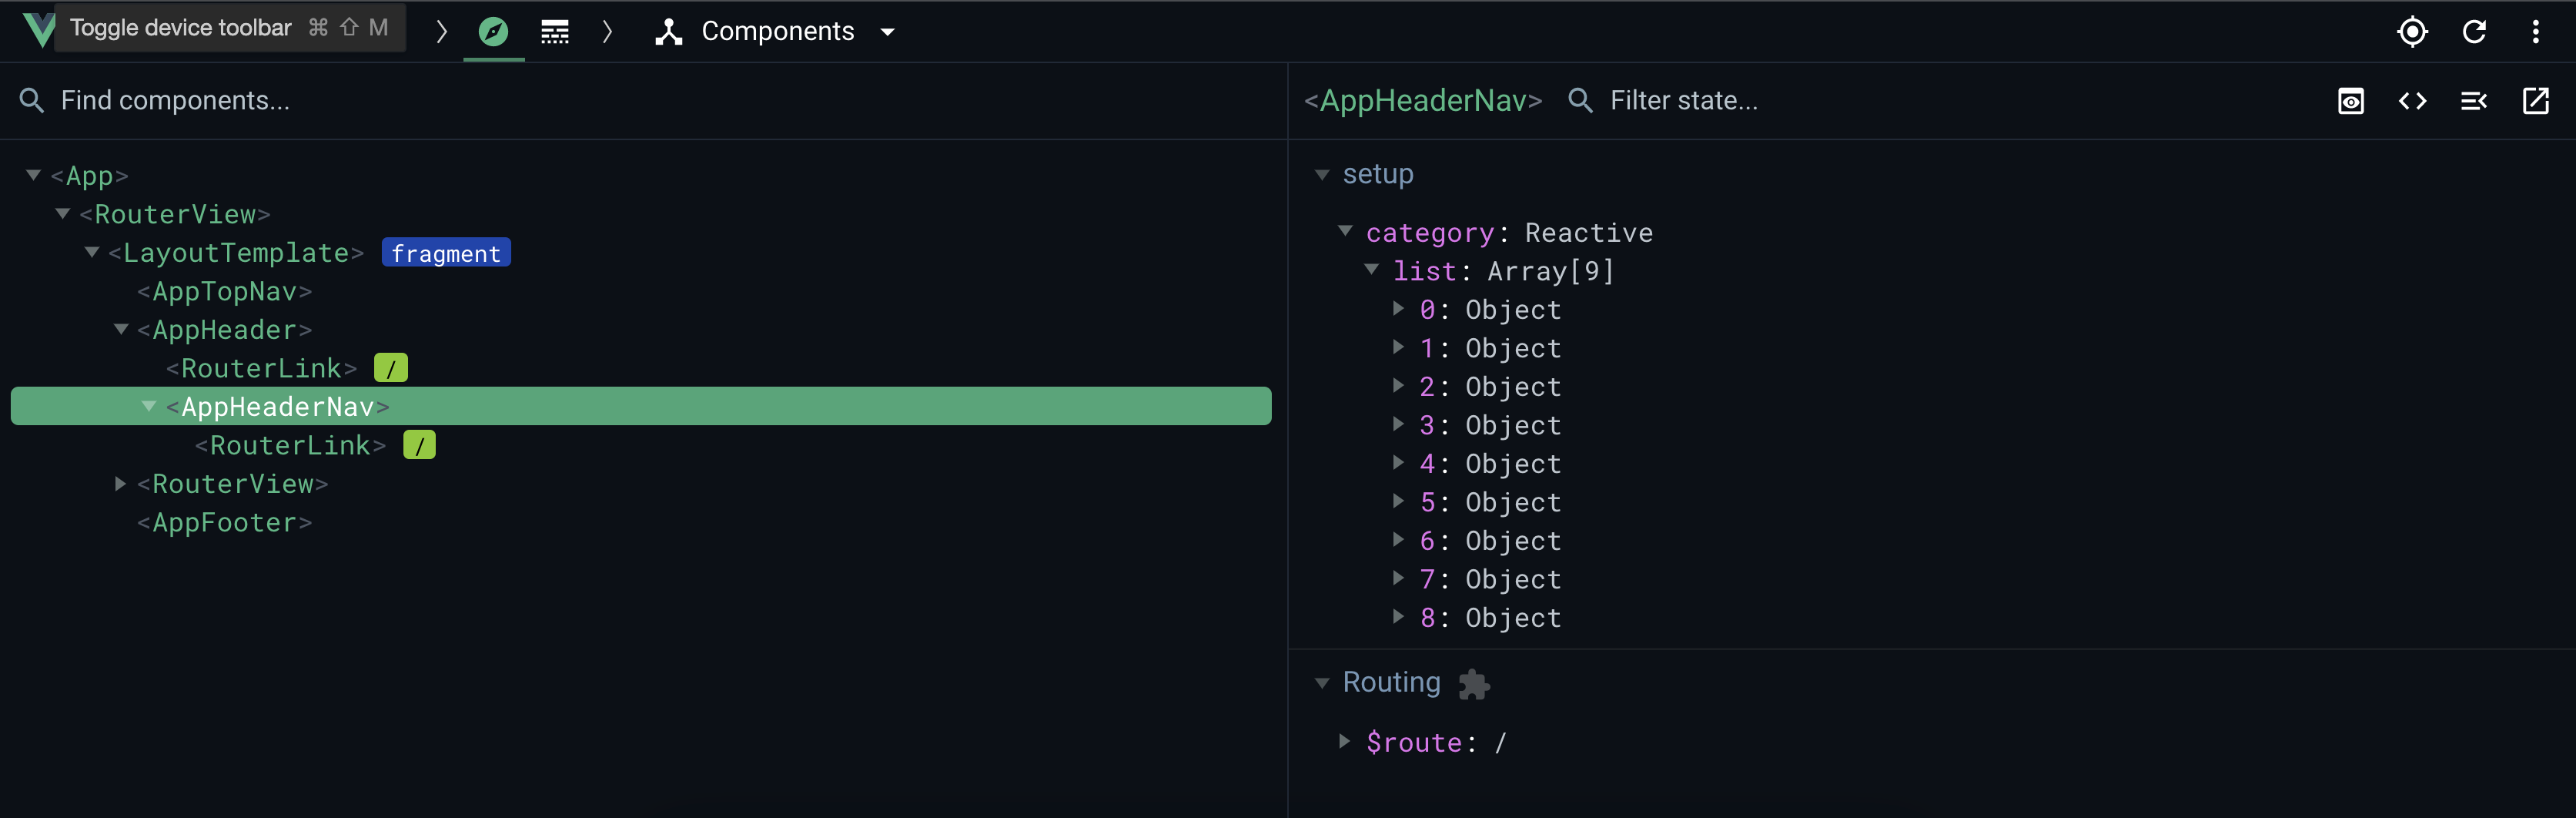 Toggle device toolbar ⌘ ⇧ M
Components
Find components...
<App>
<RouterView>
<LayoutTemplate> fragment
<AppTopNav>
<AppHeader>
<RouterLink> /
<AppHeaderNav>
<RouterLink> /
<RouterView>
<AppFooter>
<AppHeaderNav> Filter state...
setup
category: Reactive
list: Array[9]
0: Object
1: Object
2: Object
3: Object
4: Object
5: Object
6: Object
7: Object
8: Object
Routing
$route: /